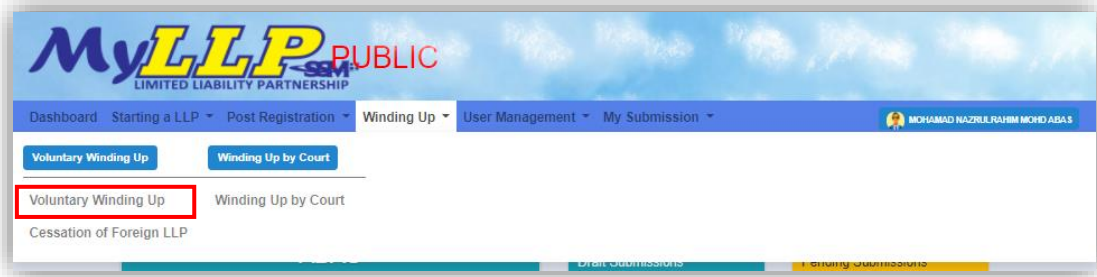 MyLLP PUBLIC
SSM
LIMITED LIABILITY PARTNERSHIP
Dashboard Starting a LLP Post Registration Winding Up User Management My Submission MOHAMAD NAZRULRAHIM MOHD ABAS
Voluntary Winding Up Winding Up by Court
Voluntary Winding Up Winding Up by Court
Cessation of Foreign LLP
Draft Submissions Pending Submissions